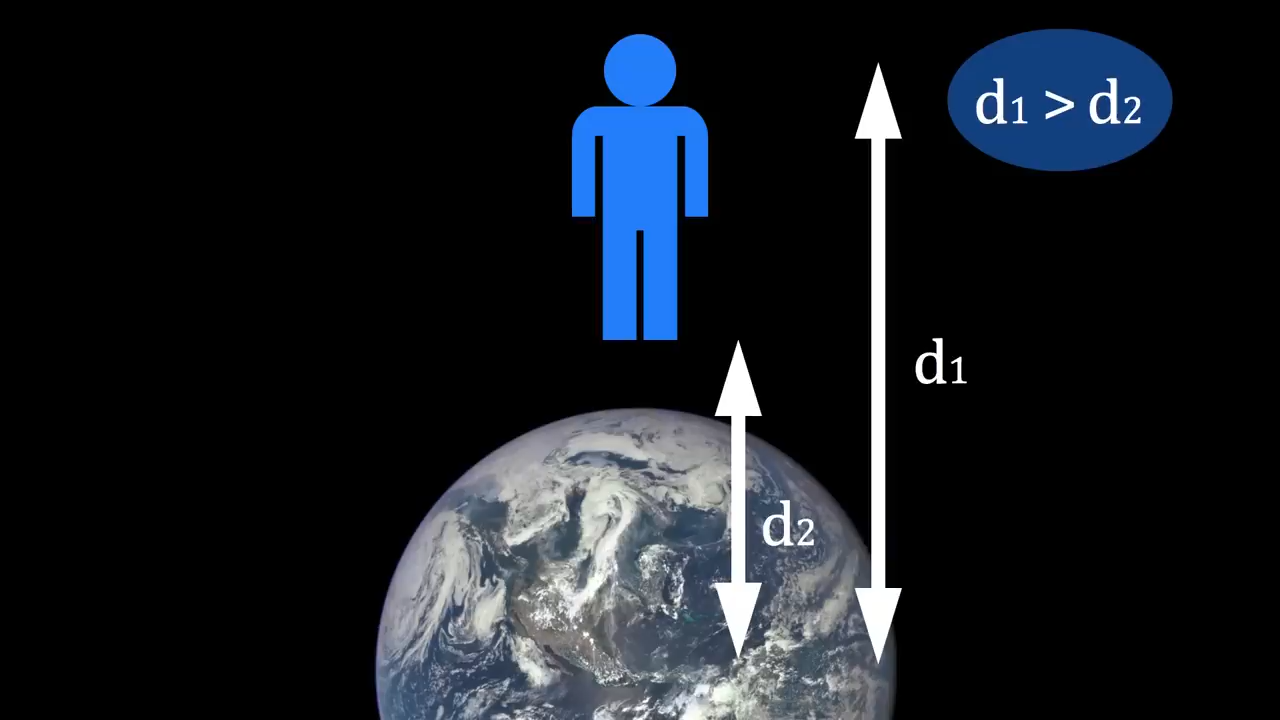 d₁ > d₂
d₁
d₂